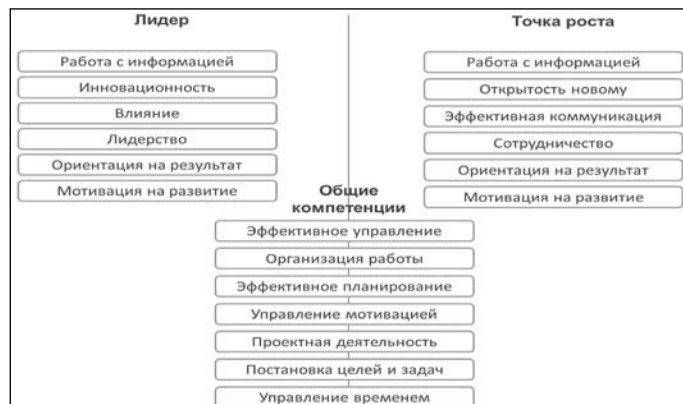 Лидер
Работа с информацией
Инновационность
Влияние
Лидерство
Ориентация на результат
Мотивация на развитие
Точка роста
Работа с информацией
Открытость новому
Эффективная коммуникация
Сотрудничество
Ориентация на результат
Мотивация на развитие
Общие
компетенции
Эффективное управление
Организация работы
Эффективное планирование
Управление мотивацией
Проектная деятельность
Постановка целей и задач
Управление временем